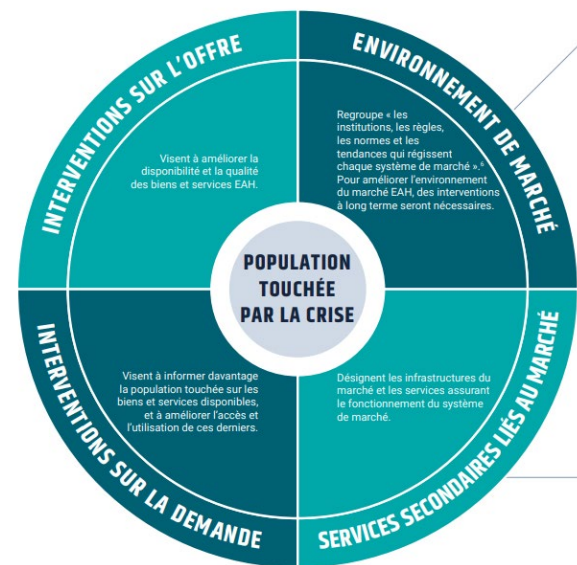 INTERVENTIONS SUR L'OFFRE
Visent à améliorer la
disponibilité et la qualité
des biens et services EAH.
ENVIRONNEMENT DE MARCHÉ
Regroupe « les
institutions, les règles,
les normes et les
tendances qui régissent
chaque système de marché ».⁶
Pour améliorer l'environnement
du marché EAH, des interventions
à long terme seront nécessaires.
POPULATION
TOUCHÉE
PAR LA CRISE
INTERVENTIONS SUR LA DEMANDE
Visent à informer davantage
la population touchée sur les
biens et services disponibles,
et à améliorer l'accès et
l'utilisation de ces derniers.
SERVICES SECONDAIRES LIÉS AU MARCHÉ
Désignent les infrastructures du
marché et les services assurant
le fonctionnement du système
de marché.